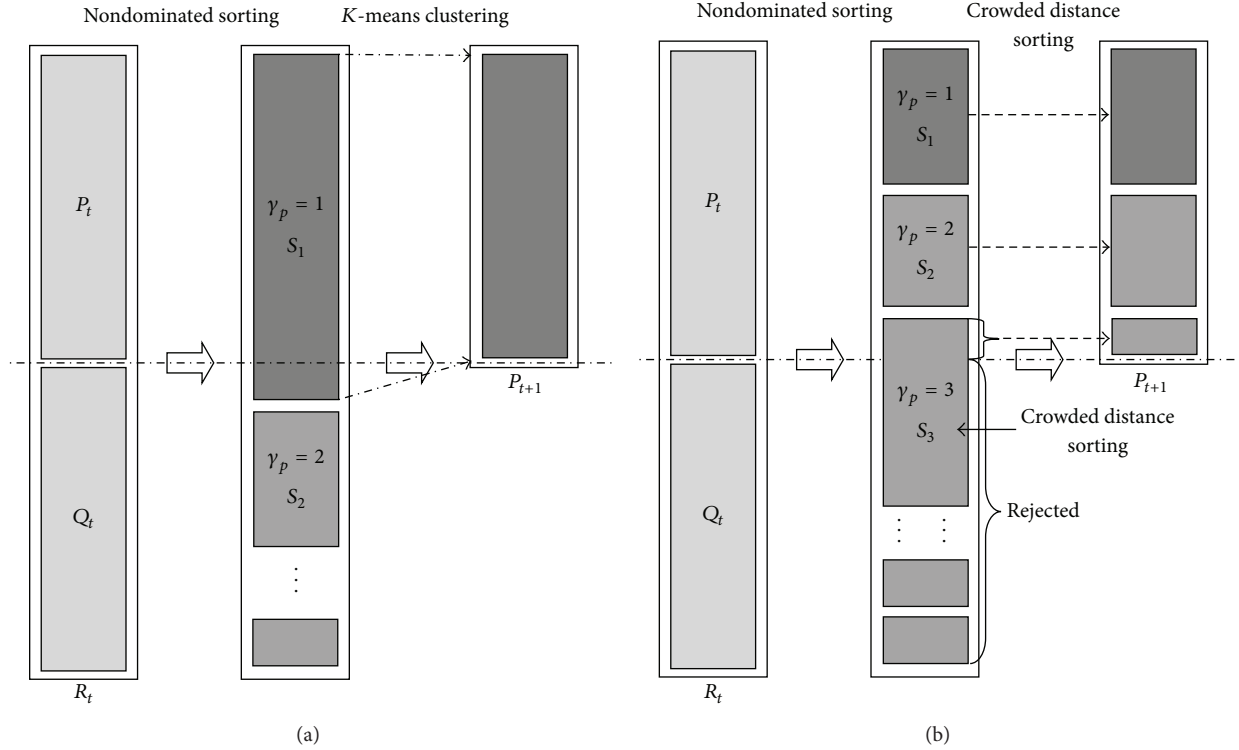 Nondominated sorting
K-means clustering
P_t
Q_t
R_t
γ_p = 1
S_1
γ_p = 2
S_2
⋮
P_{t+1}
(a)
Nondominated sorting
Crowded distance
sorting
P_t
Q_t
R_t
γ_p = 1
S_1
γ_p = 2
S_2
γ_p = 3
S_3
⋮ ⋮
P_{t+1}
Crowded distance
sorting
Rejected
(b)